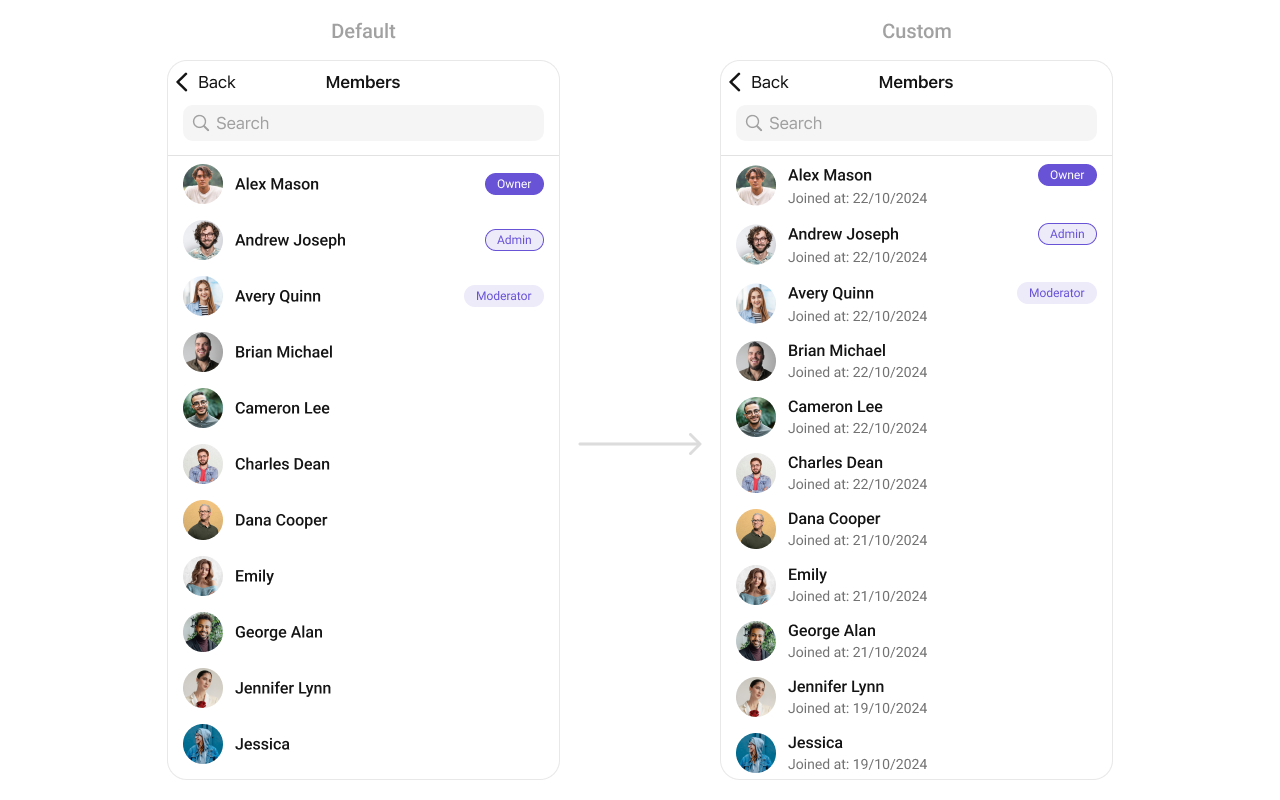 Default
Back
Members
Search
Alex Mason
Owner
Andrew Joseph
Admin
Avery Quinn
Moderator
Brian Michael
Cameron Lee
Charles Dean
Dana Cooper
Emily
George Alan
Jennifer Lynn
Jessica
Custom
Back
Members
Search
Alex Mason
Owner
Joined at: 22/10/2024
Andrew Joseph
Admin
Joined at: 22/10/2024
Avery Quinn
Moderator
Joined at: 22/10/2024
Brian Michael
Joined at: 22/10/2024
Cameron Lee
Joined at: 22/10/2024
Charles Dean
Joined at: 22/10/2024
Dana Cooper
Joined at: 21/10/2024
Emily
Joined at: 21/10/2024
George Alan
Joined at: 21/10/2024
Jennifer Lynn
Joined at: 19/10/2024
Jessica
Joined at: 19/10/2024